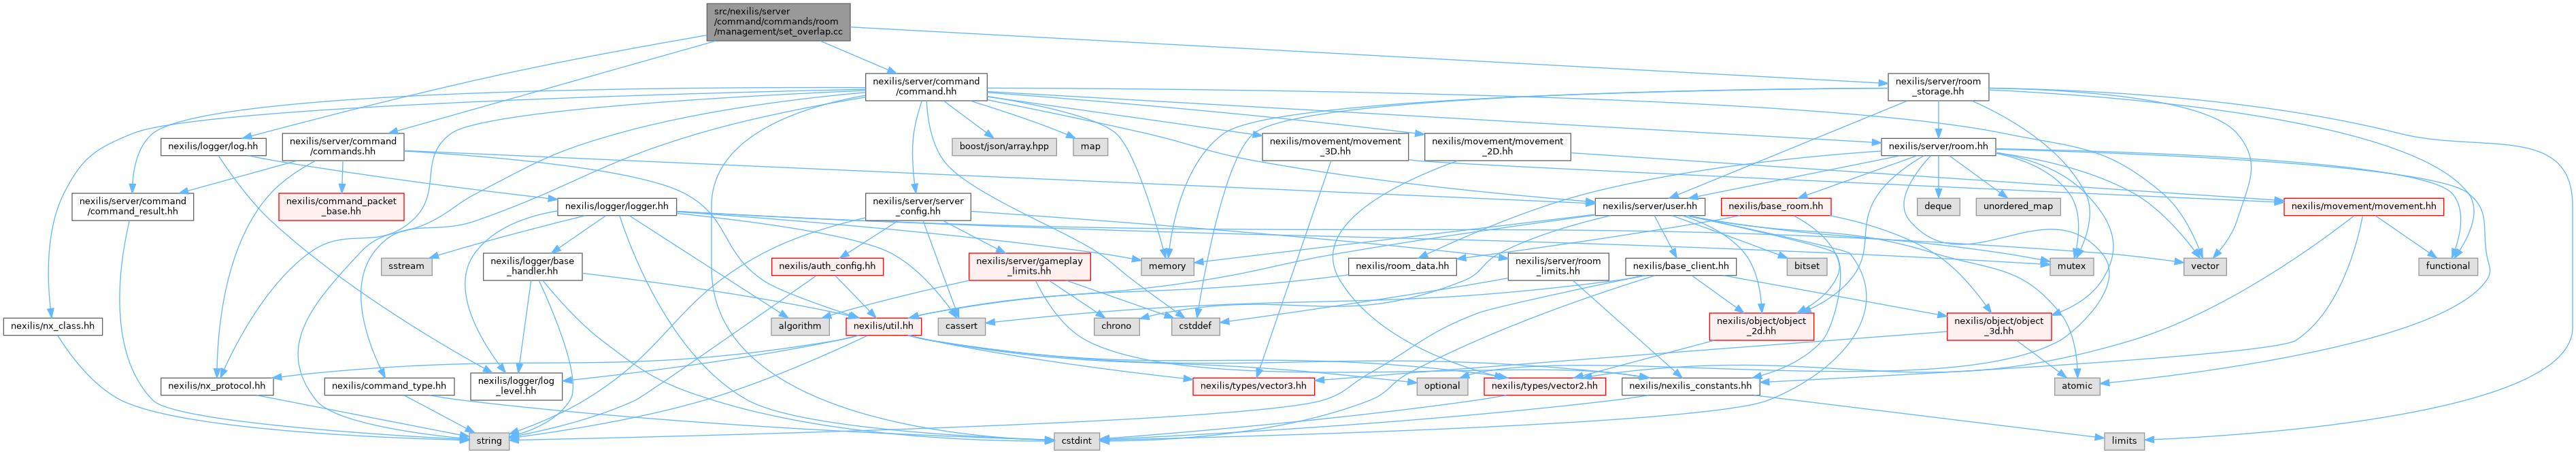 src/nexilis/server
/command/commands/room
/management/set_overlap.cc
nexilis/server/command
/command.hh
nexilis/server/room
_storage.hh
nexilis/logger/log.hh
nexilis/server/command
/commands.hh
boost/json/array.hpp
map
nexilis/movement/movement
_3D.hh
nexilis/movement/movement
_2D.hh
nexilis/server/room.hh
nexilis/server/command
/command_result.hh
nexilis/command_packet
_base.hh
nexilis/logger/logger.hh
nexilis/server/server
_config.hh
nexilis/server/user.hh
nexilis/base_room.hh
deque
unordered_map
nexilis/movement/movement.hh
sstream
nexilis/logger/base
_handler.hh
nexilis/auth_config.hh
nexilis/server/gameplay
_limits.hh
memory
nexilis/room_data.hh
nexilis/server/room
_limits.hh
nexilis/base_client.hh
bitset
mutex
vector
functional
nexilis/nx_class.hh
algorithm
nexilis/util.hh
cassert
chrono
cstddef
nexilis/object/object
_2d.hh
nexilis/object/object
_3d.hh
nexilis/nx_protocol.hh
nexilis/command_type.hh
nexilis/logger/log
_level.hh
optional
nexilis/types/vector3.hh
nexilis/types/vector2.hh
nexilis/nexilis_constants.hh
atomic
string
cstdint
limits